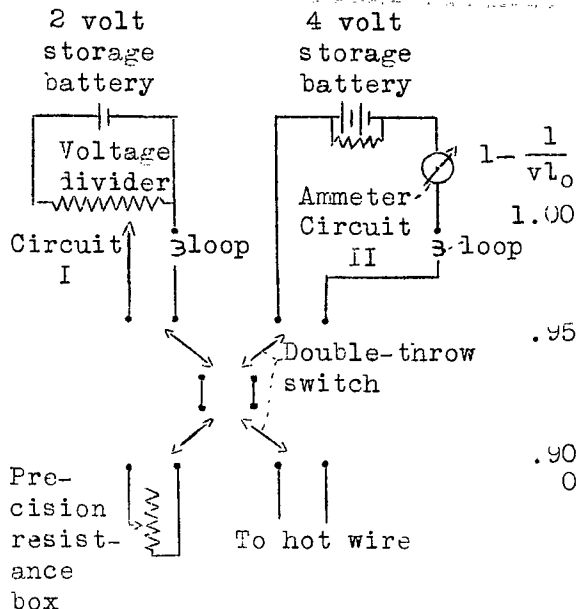 2 volt
storage
battery
4 volt
storage
battery
Voltage
divider
Ammeter
Circuit
II
Circuit
I
loop
loop
1 - 1/vl₀
1.00
.95
.90
0
Double-throw
switch
Pre-
cision
resist-
ance
box
To hot wire